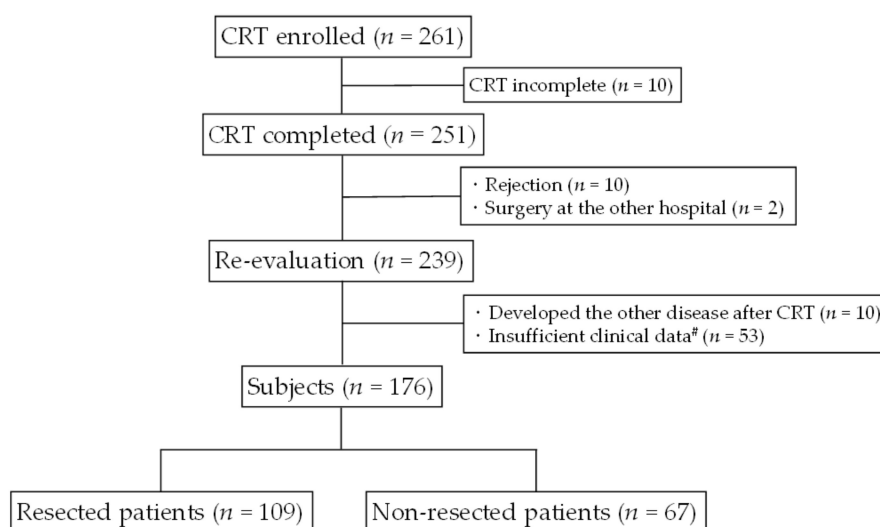 CRT enrolled (n = 261)
CRT incomplete (n = 10)
CRT completed (n = 251)
・Rejection (n = 10)
・Surgery at the other hospital (n = 2)
Re-evaluation (n = 239)
・Developed the other disease after CRT (n = 10)
・Insufficient clinical data# (n = 53)
Subjects (n = 176)
Resected patients (n = 109)
Non-resected patients (n = 67)